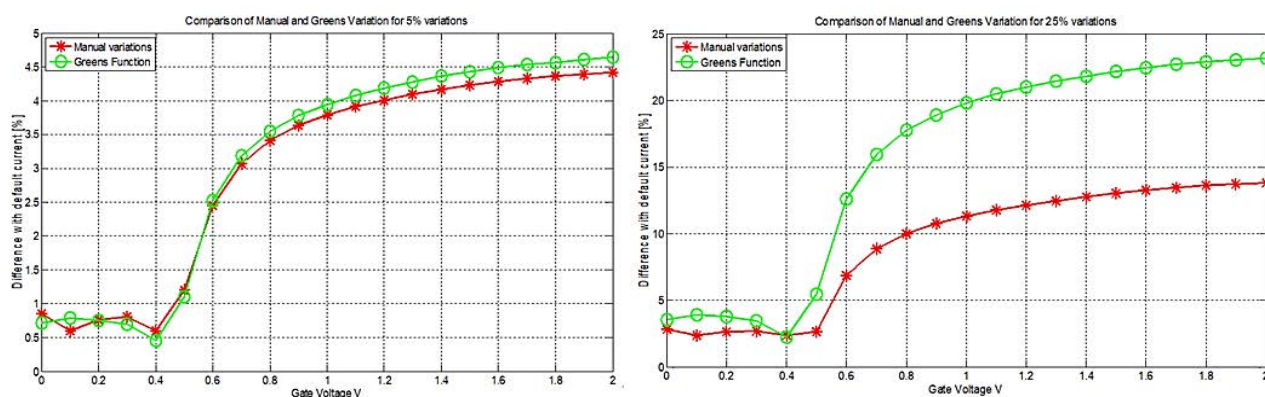 Comparison of Manual and Greens Variation for 5% variations
5
4.5
4
3.5
3
2.5
2
1.5
1
0.5
0
Difference with default current [%]
Manual variations
Greens Function
0 0.2 0.4 0.6 0.8 1 1.2 1.4 1.6 1.8 2
Gate Voltage V
Comparison of Manual and Greens Variation for 25% variations
25
20
15
10
5
0
Difference with default current [%]
Manual variations
Greens Function
0 0.2 0.4 0.6 0.8 1 1.2 1.4 1.6 1.8 2
Gate Voltage V